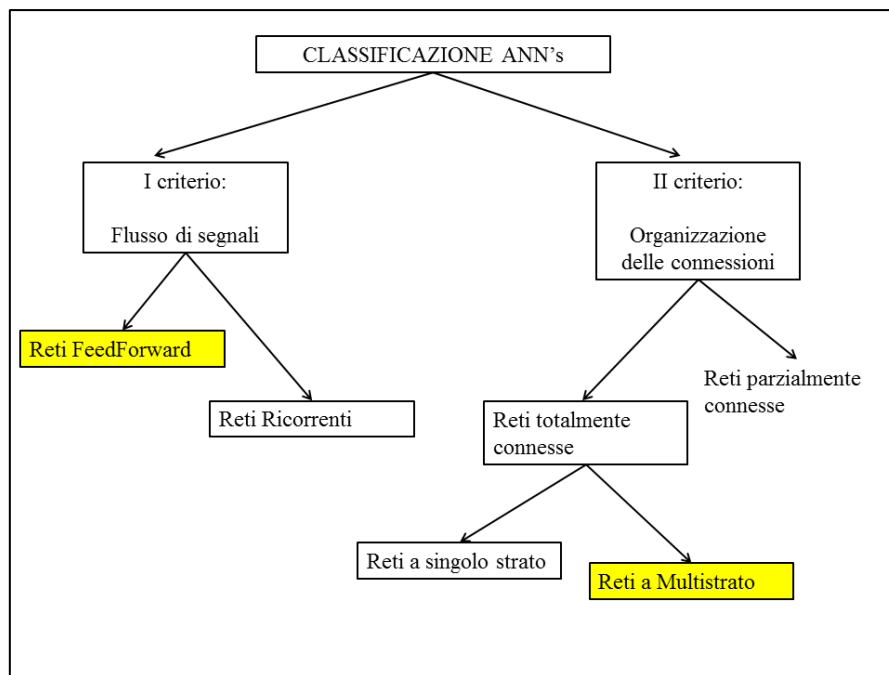 CLASSIFICAZIONE ANN's
I criterio:
Flusso di segnali
II criterio:
Organizzazione
delle connessioni
Reti FeedForward
Reti Ricorrenti
Reti parzialmente
connesse
Reti totalmente
connesse
Reti a singolo strato
Reti a Multistrato